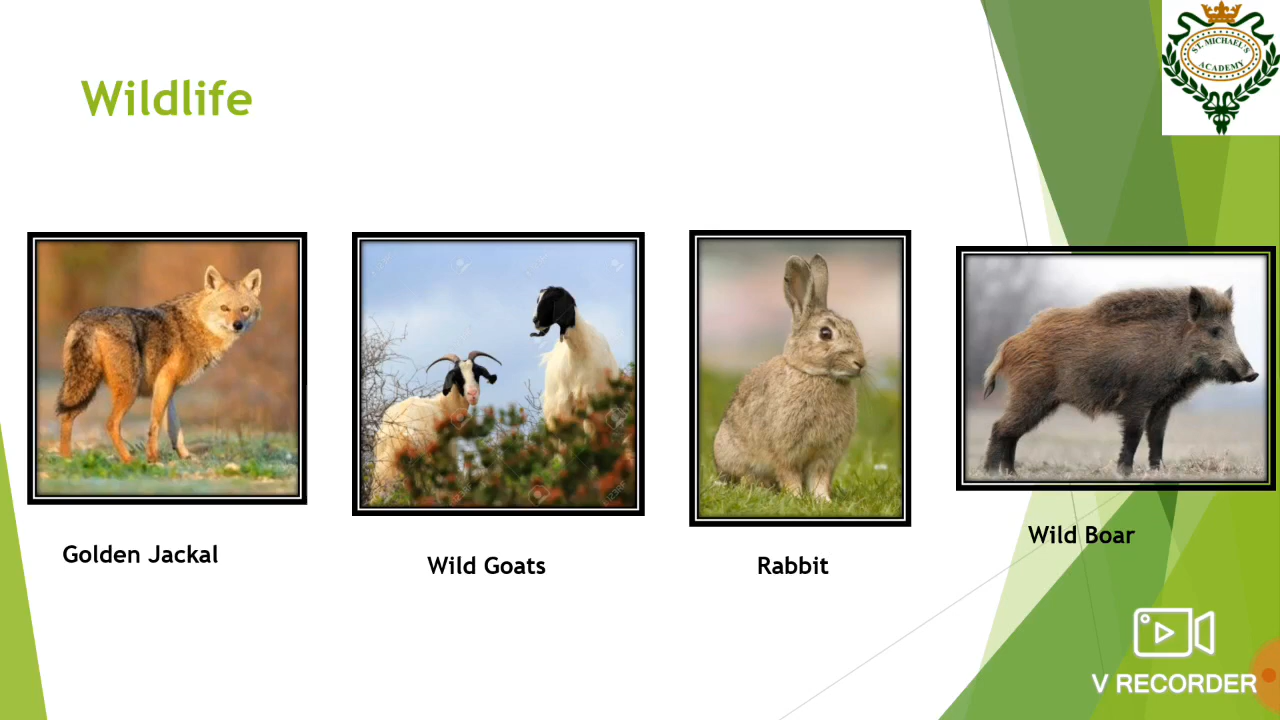 ST. MICHAEL'S
ACADEMY
Wildlife
Golden Jackal
Wild Goats
Rabbit
Wild Boar
V RECORDER